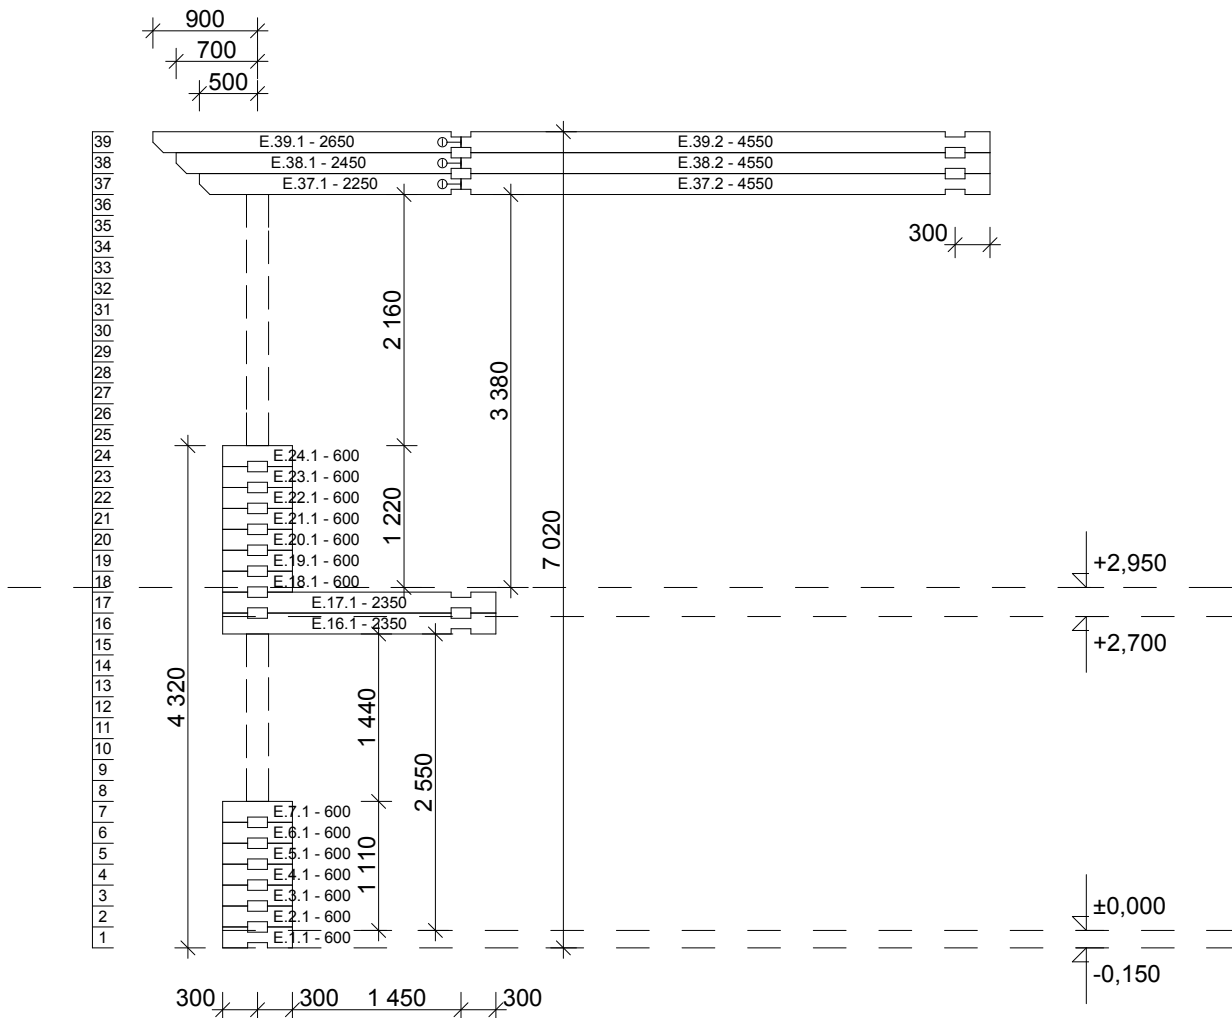 900
700
500
39 E.39.1 - 2650 E.39.2 - 4550
38 E.38.1 - 2450 E.38.2 - 4550
37 E.37.1 - 2250 E.37.2 - 4550
36
35
300
34
33
32
31
2 160
30
29
28
3 380
27
26
25
24 E.24.1 - 600
23 E.23.1 - 600
22 E.22.1 - 600
21 E.21.1 - 600
1 220
20 E.20.1 - 600
7 020
19 E.19.1 - 600
+2,950
18 E.18.1 - 600
17 E.17.1 - 2350
16 E.16.1 - 2350
+2,700
15
14
13
4 320
12
1 440
11
10
9
2 550
8
7 E.7.1 - 600
6 E.6.1 - 600
5 E.5.1 - 600
1 110
4 E.4.1 - 600
3 E.3.1 - 600
±0,000
2 E.2.1 - 600
1 E.1.1 - 600
-0,150
300 300 1 450 300